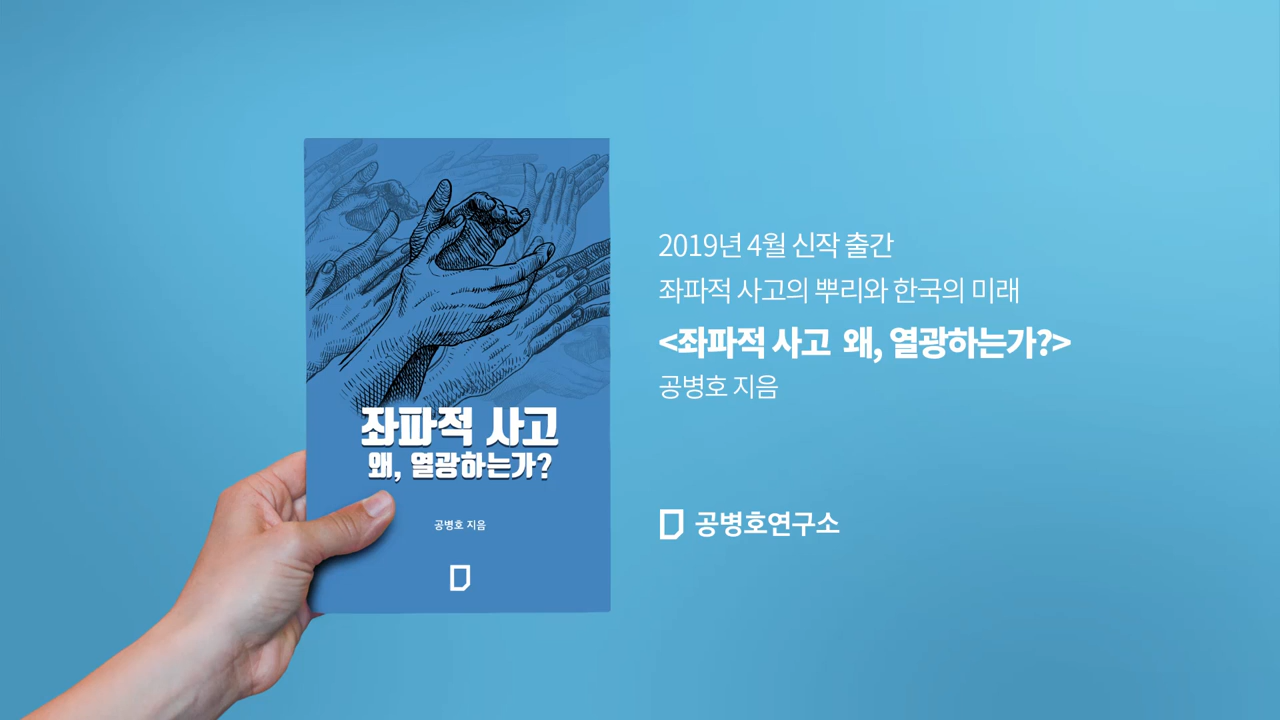 좌파적 사고
왜, 열광하는가?
공병호 지음
2019년 4월 신작 출간
좌파적 사고의 뿌리와 한국의 미래
<좌파적 사고 왜, 열광하는가?>
공병호 지음
공병호연구소